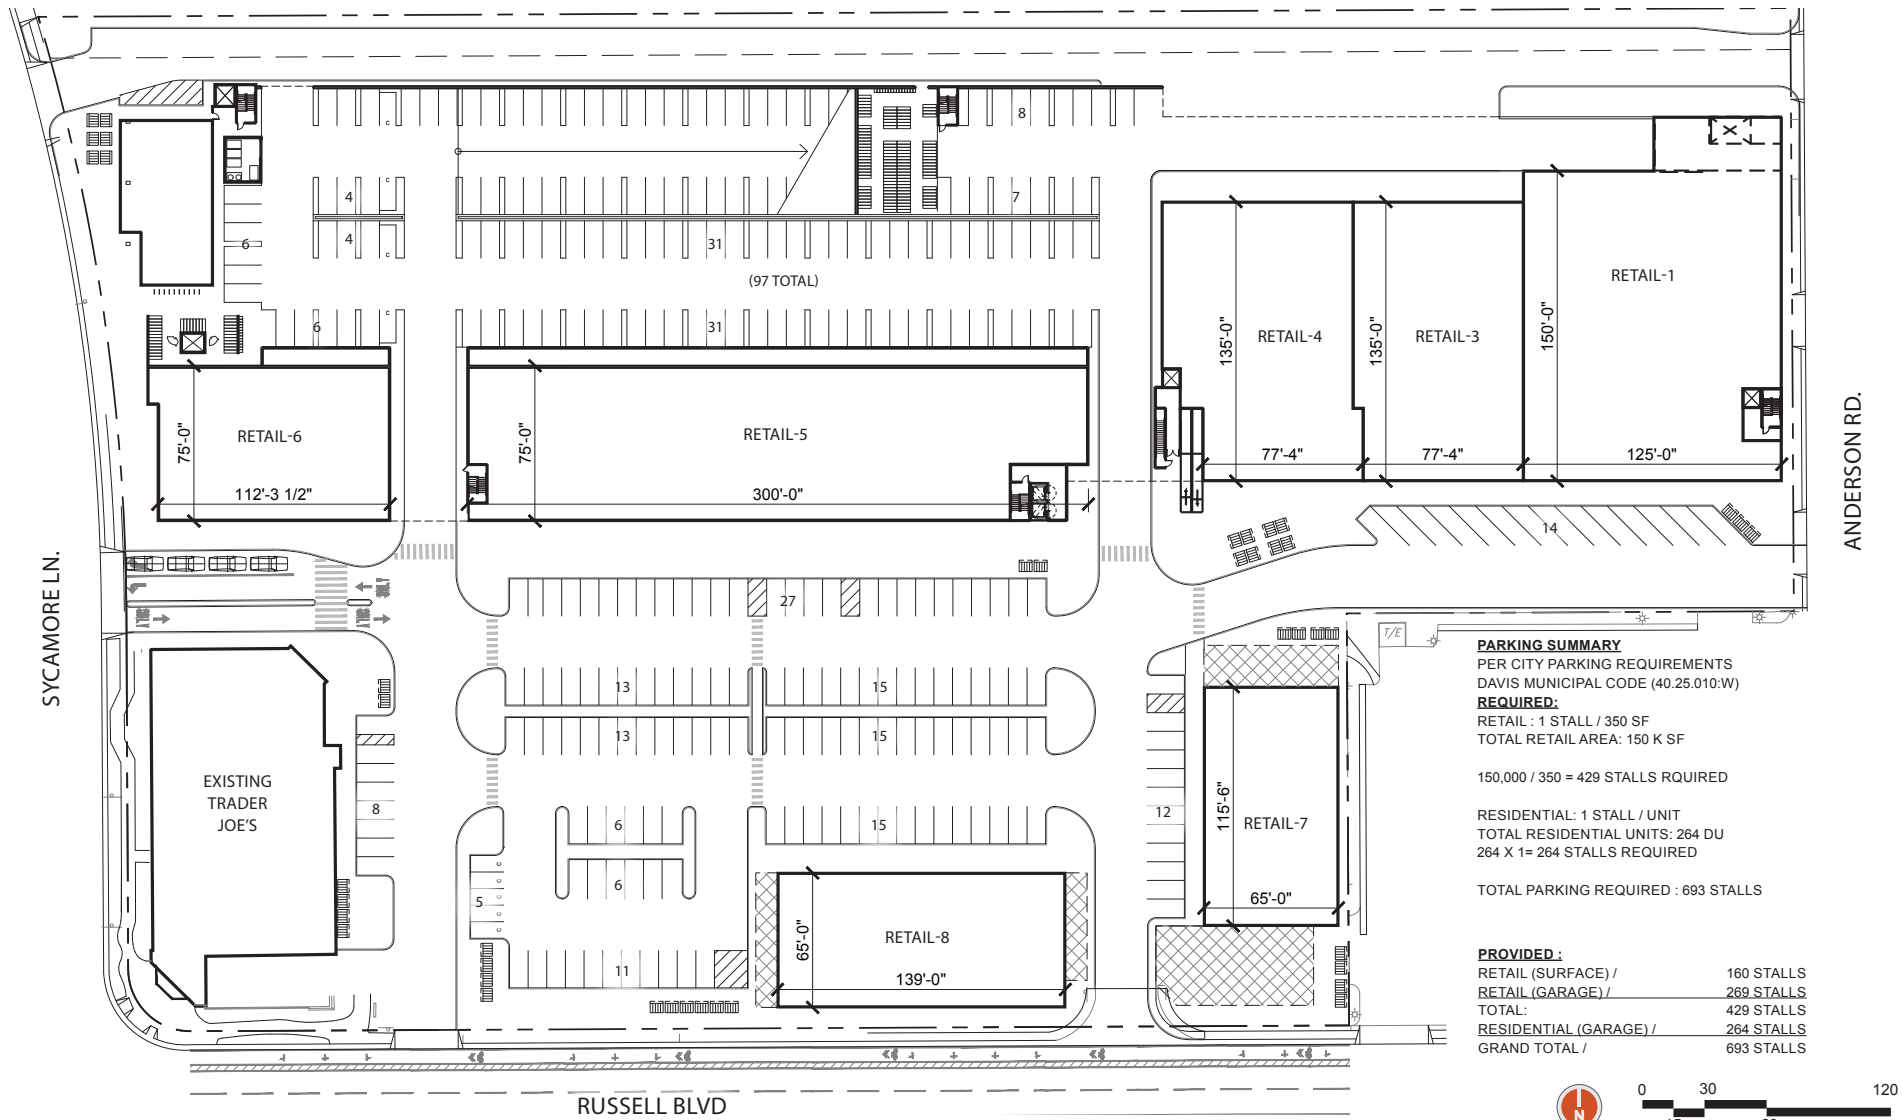 8
4
7
6
4
31
(97 TOTAL)
6
31
RETAIL-1
RETAIL-4
RETAIL-3
135'-0"
135'-0"
150'-0"
77'-4"
77'-4"
125'-0"
RETAIL-6
75'-0"
112'-3 1/2"
RETAIL-5
75'-0"
300'-0"
14
ANDERSON RD.
SYCAMORE LN.
ONLY
27
13
15
13
15
EXISTING
TRADER
JOE'S
8
6
15
6
5
11
12
RETAIL-7
115'-6"
65'-0"
RETAIL-8
65'-0"
139'-0"
T/E
PARKING SUMMARY
PER CITY PARKING REQUIREMENTS
DAVIS MUNICIPAL CODE (40.25.010:W)
REQUIRED:
RETAIL : 1 STALL / 350 SF
TOTAL RETAIL AREA: 150 K SF
150,000 / 350 = 429 STALLS RQUIRED
RESIDENTIAL: 1 STALL / UNIT
TOTAL RESIDENTIAL UNITS: 264 DU
264 X 1= 264 STALLS REQUIRED
TOTAL PARKING REQUIRED : 693 STALLS
PROVIDED :
RETAIL (SURFACE) / 160 STALLS
RETAIL (GARAGE) / 269 STALLS
TOTAL: 429 STALLS
RESIDENTIAL (GARAGE) / 264 STALLS
GRAND TOTAL / 693 STALLS
RUSSELL BLVD
N
0 30 120